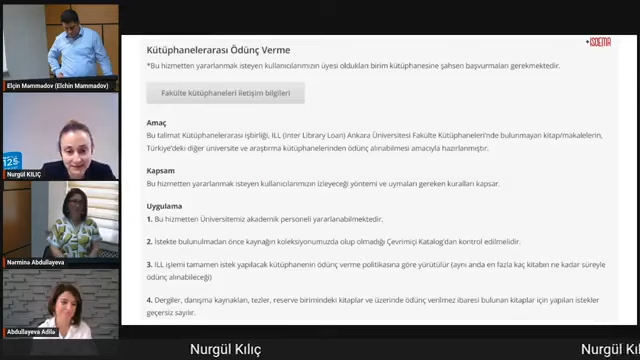 +ISDEMA
Kütüphanelerarası Ödünç Verme
*Bu hizmetten yararlanmak isteyen kullanıcılarımızın üyesi oldukları birim kütüphanesine şahsen başvurmaları gerekmektedir.
Fakülte kütüphaneleri iletişim bilgileri
Amaç
Bu talimat Kütüphanelerarası işbirliği, ILL (Inter Library Loan) Ankara Üniversitesi Fakülte Kütüphaneleri'nde bulunmayan kitap/makalelerin,
Türkiye'deki diğer üniversite ve araştırma kütüphanelerinden ödünç alınabilmesi amacıyla hazırlanmıştır.
Kapsam
Bu hizmetten yararlanmak isteyen kullanıcılarımızın izleyeceği yöntemi ve uymaları gereken kuralları kapsar.
Uygulama
1. Bu hizmetten Üniversitemiz akademik personeli yararlanabilmektedir.
2. İstekte bulunulmadan önce kaynağın koleksiyonumuzda olup olmadığı Çevrimiçi Katalog'dan kontrol edilmelidir.
3. ILL işlemi tamamen istek yapılacak kütüphanenin ödünç verme politikasına göre yürütülür (aynı anda en fazla kaç kitabın ne kadar süreyle
ödünç alınabileceği)
4. Dergiler, danışma kaynakları, tezler, reserve birimindeki kitaplar ve üzerinde ödünç verilmez ibaresi bulunan kitaplar için yapılan istekler
geçersiz sayılır.
Elçin Məmmədov (Elchin Mammadov)
125
Nurgül KILIÇ
Nərminə Abdullayeva
Abdullayeva Adilə
Nurgül Kılıç
Nurgül Kıl